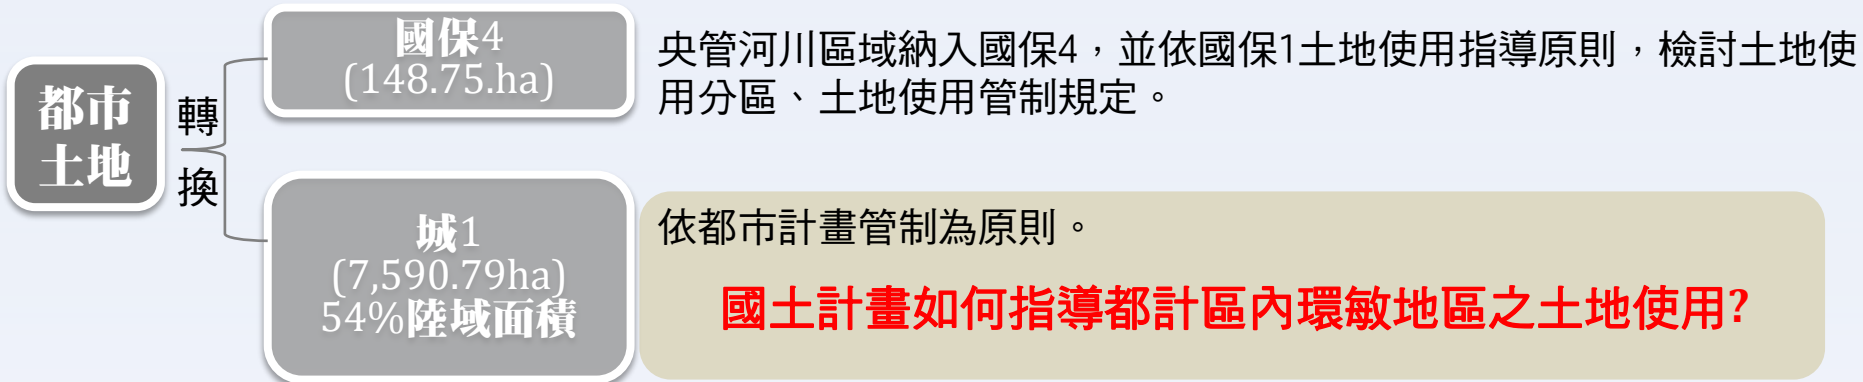 都市
土地
轉
換
國保4
(148.75.ha)
央管河川區域納入國保4，並依國保1土地使用指導原則，檢討土地使
用分區、土地使用管制規定。
城1
(7,590.79ha)
54%陸域面積
依都市計畫管制為原則。
國土計畫如何指導都計區內環敏地區之土地使用?